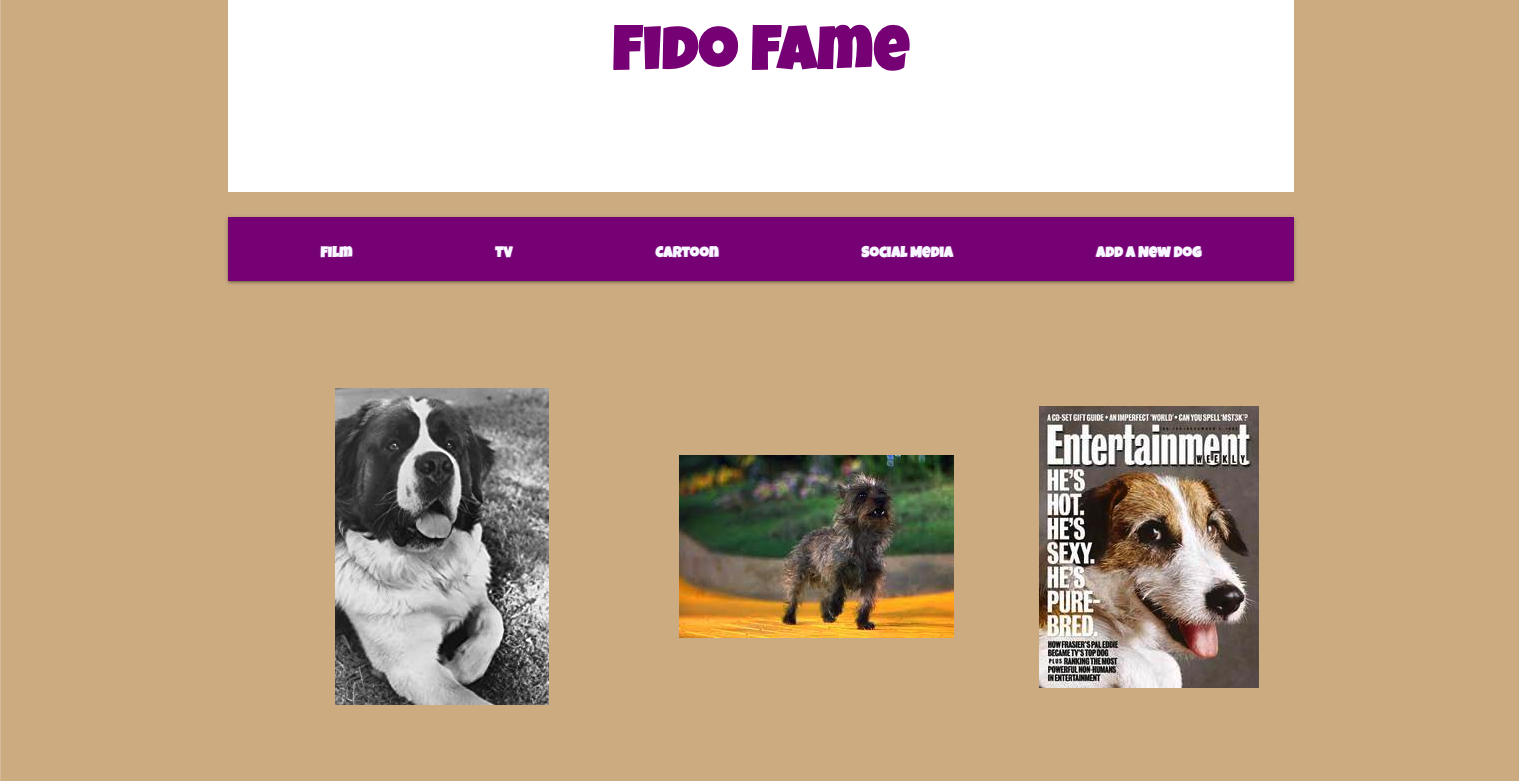 Fido Fame
Film
TV
Cartoon
Social Media
Add a New Dog
A CD-SET GIFT GUIDE • AN IMPERFECT 'WORLD' • CAN YOU SPELL 'MST3K'?
Entertainment
WEEKLY
HE'S
HOT.
HE'S
SEXY.
HE'S
PURE-
BRED.
HOW FRASIER'S PAL EDDIE
BECAME TV'S TOP DOG
PLUS RANKING THE MOST
POWERFUL NON-HUMANS
IN ENTERTAINMENT